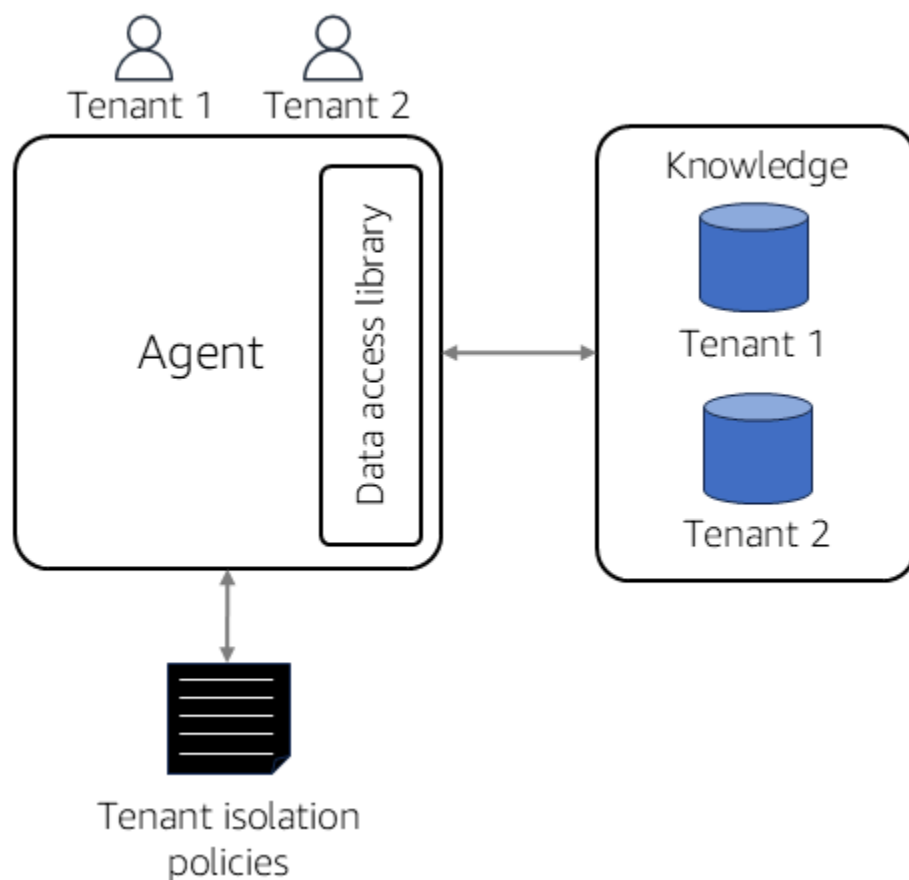 Tenant 1
Tenant 2
Agent
Data access library
Knowledge
Tenant 1
Tenant 2
Tenant isolation
policies